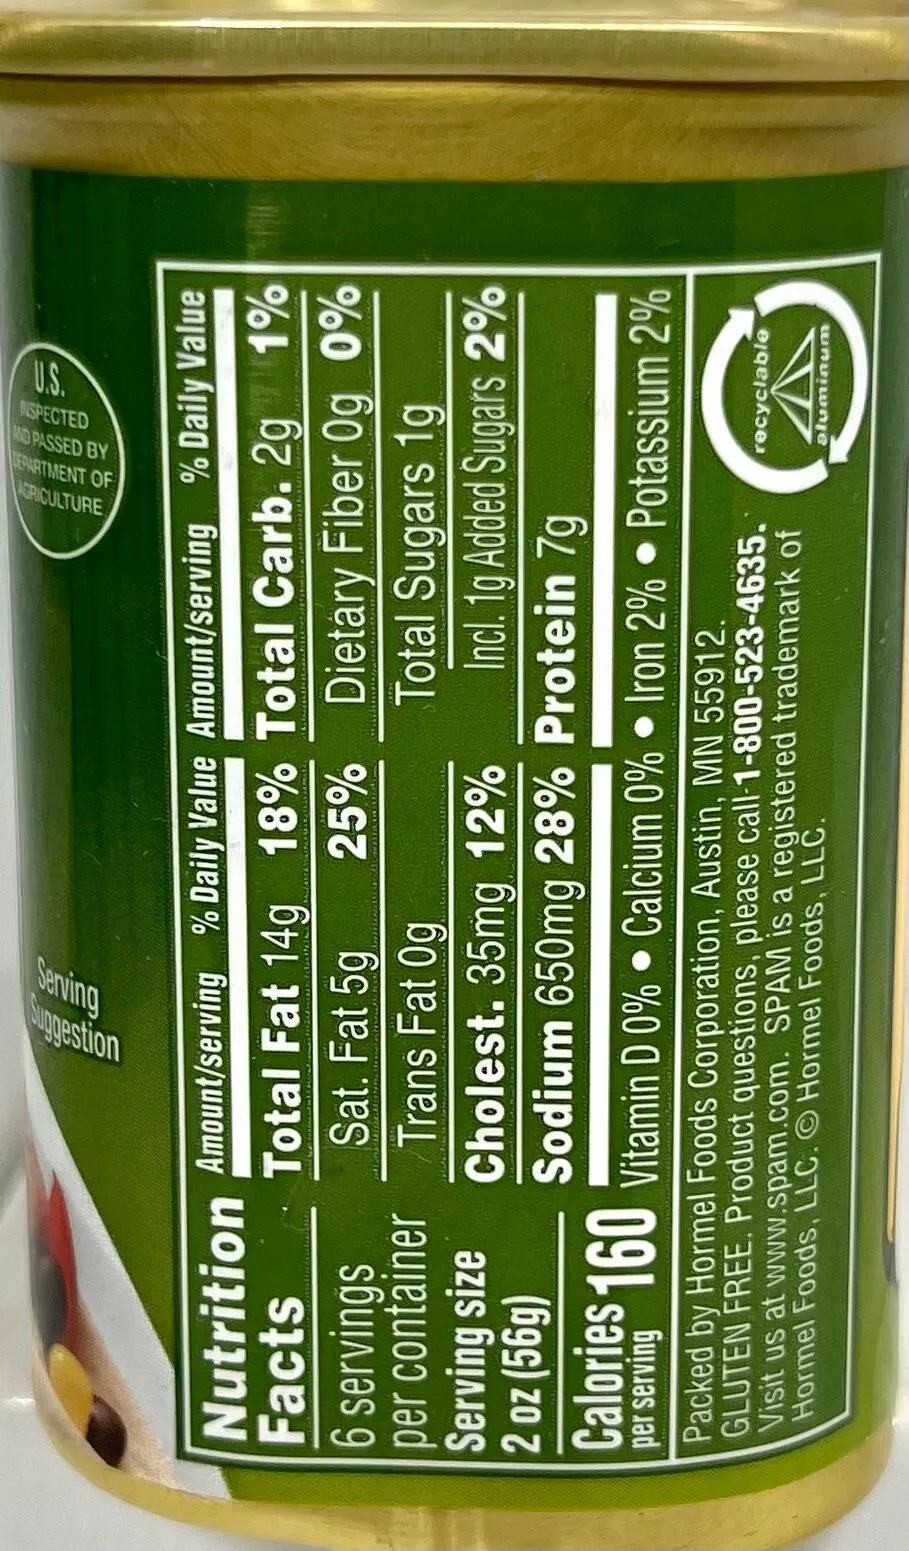 U.S.
INSPECTED
AND PASSED BY
DEPARTMENT OF
AGRICULTURE
Serving
Suggestion
Nutrition
Facts
6 servings
per container
Serving size
2 oz (56g)
Calories 160
per serving
Amount/serving % Daily Value
Total Fat 14g 18%
Sat. Fat 5g 25%
Trans Fat 0g
Cholest. 35mg 12%
Sodium 650mg 28%
Amount/serving % Daily Value
Total Carb. 2g 1%
Dietary Fiber 0g 0%
Total Sugars 1g
Incl. 1g Added Sugars 2%
Protein 7g
Vitamin D 0% • Calcium 0% • Iron 2% • Potassium 2%
Packed by Hormel Foods Corporation, Austin, MN 55912.
GLUTEN FREE. Product questions, please call 1-800-523-4635.
Visit us at www.spam.com. SPAM is a registered trademark of
Hormel Foods, LLC. © Hormel Foods, LLC.
recyclable
aluminum